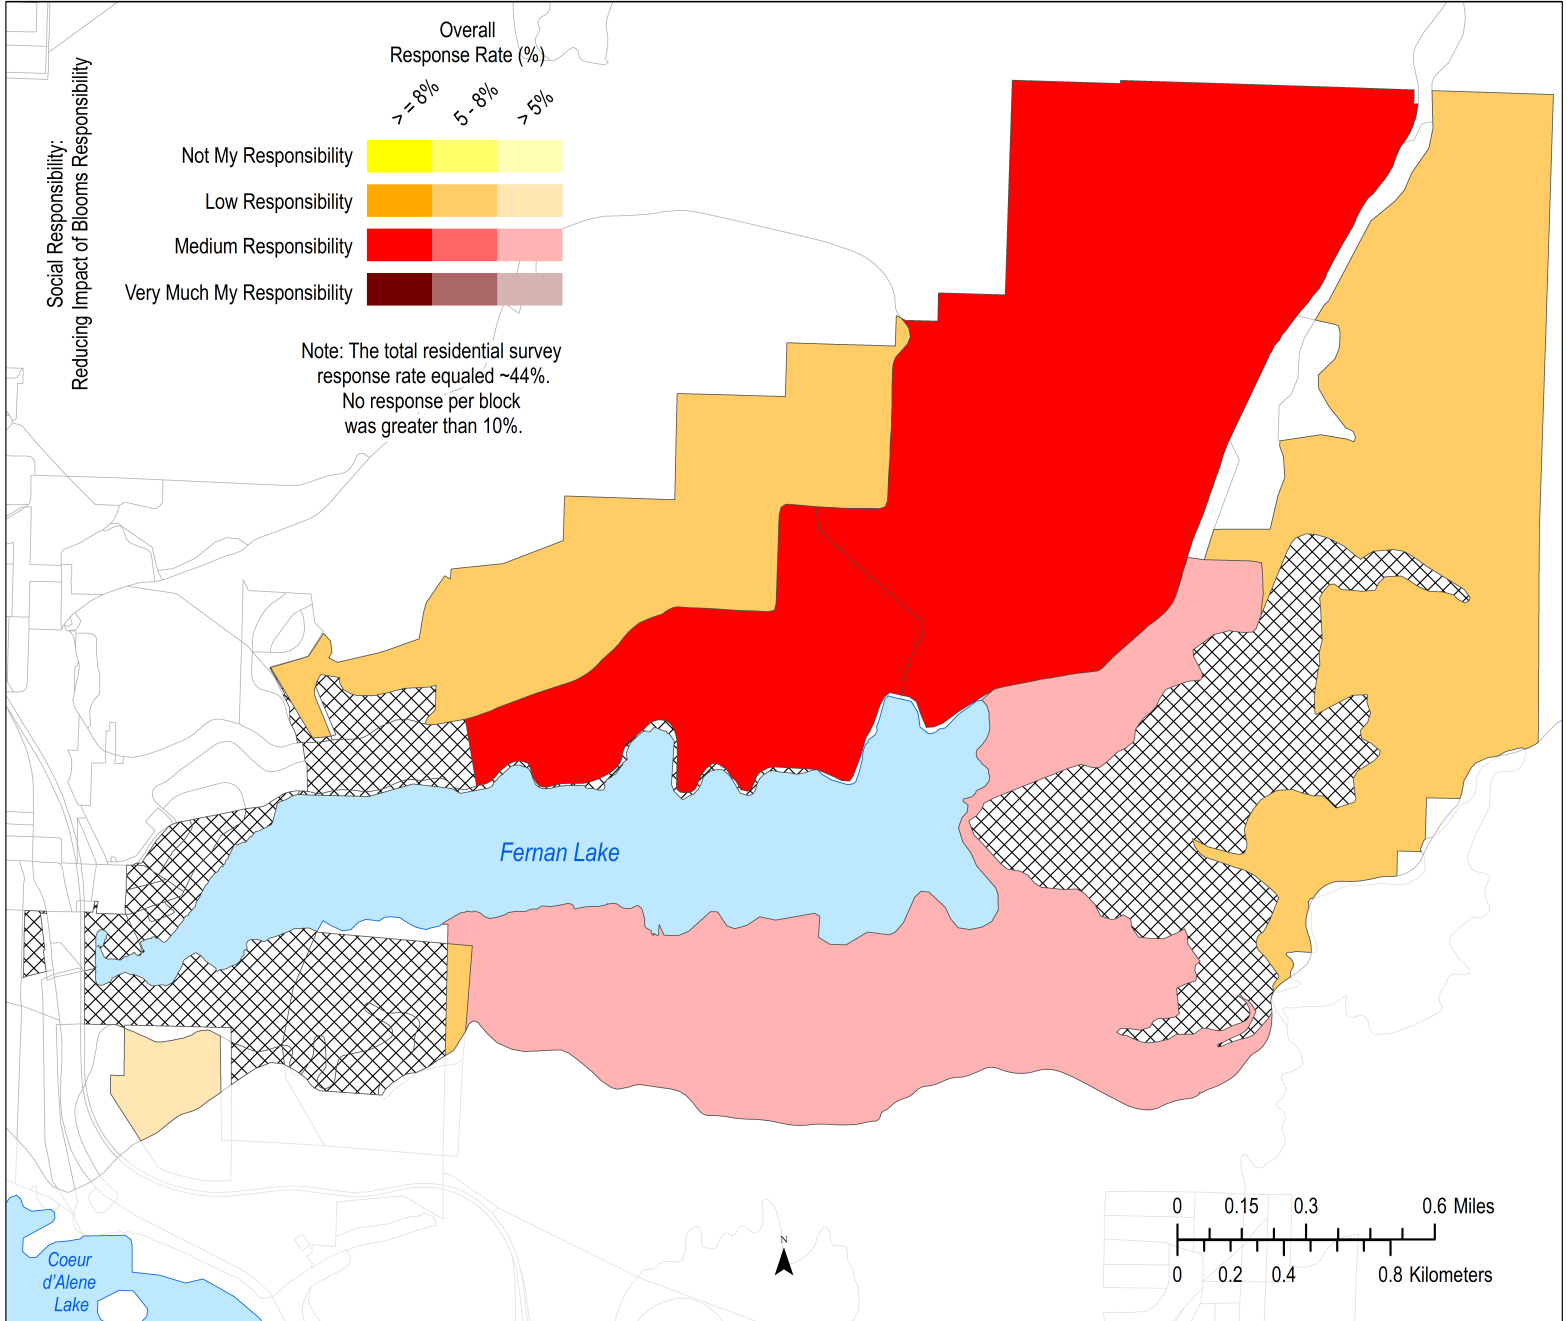 Overall
Response Rate (%)
> = 8%
5 - 8%
> 5%
Social Responsibility:
Reducing Impact of Blooms Responsibility
Not My Responsibility
Low Responsibility
Medium Responsibility
Very Much My Responsibility
Note: The total residential survey
response rate equaled ~44%.
No response per block
was greater than 10%.
Fernan Lake
Coeur
d'Alene
Lake
N
0 0.15 0.3 0.6 Miles
0 0.2 0.4 0.8 Kilometers